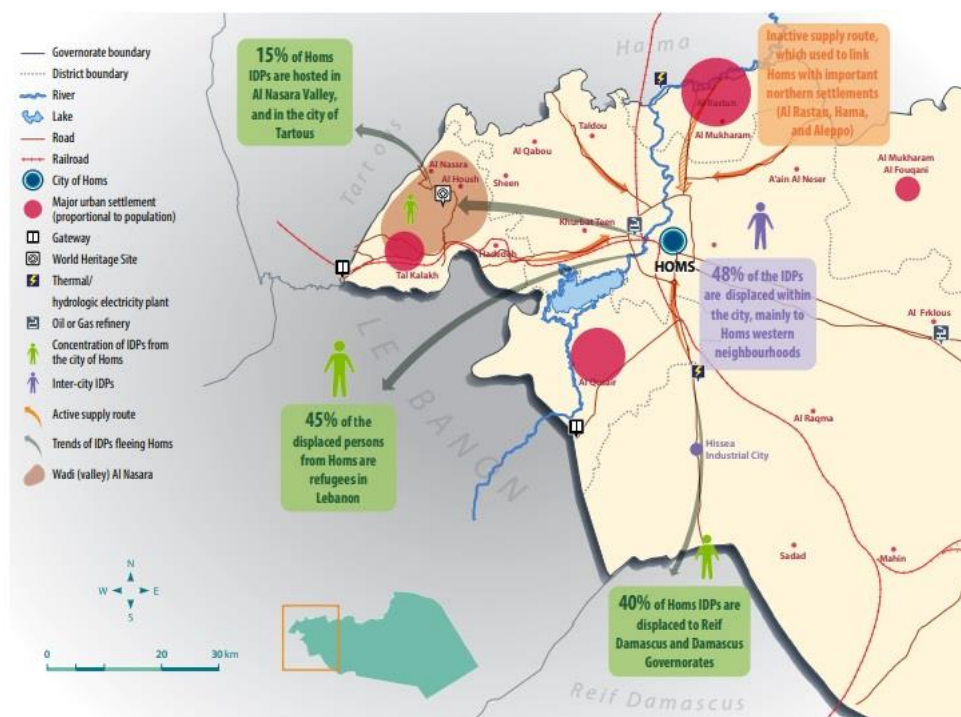 Governorate boundary
District boundary
River
Lake
Road
Railroad
City of Homs
Major urban settlement
(proportional to population)
Gateway
World Heritage Site
Thermal/
hydrologic electricity plant
Oil or Gas refinery
Concentration of IDPs from
the city of Homs
Inter-city IDPs
Active supply route
Trends of IDPs fleeing Homs
Wadi (valley) Al Nasara
N
W
E
S
0
10
20
30 km
15% of Homs
IDPs are hosted in
Al Nasara Valley,
and in the city of
Tartous
Hama
Inactive supply route,
which used to link
Homs with important
northern settlements
(Al Rastan, Hama,
and Aleppo)
Tartous
Al Rastan
Al Mukharam
Taldou
Al Qabou
Al Nassra
Al Housh
Sheen
A'ain Al Neser
Al Mukharam
Al Fouqani
Khurbat Teen
Hadidah
Tal Kalakh
HOMS
48% of the IDPs
are displaced within
the city, mainly to
Homs western
neighbourhoods
Al Frklous
LEBANON
Al Qusair
45% of the
displaced persons
from Homs are
refugees in
Lebanon
Al Raqma
Hissea
Industrial City
Sadad
Mahin
40% of Homs IDPs are
displaced to Reif
Damascus and Damascus
Governorates
Reif Damascus